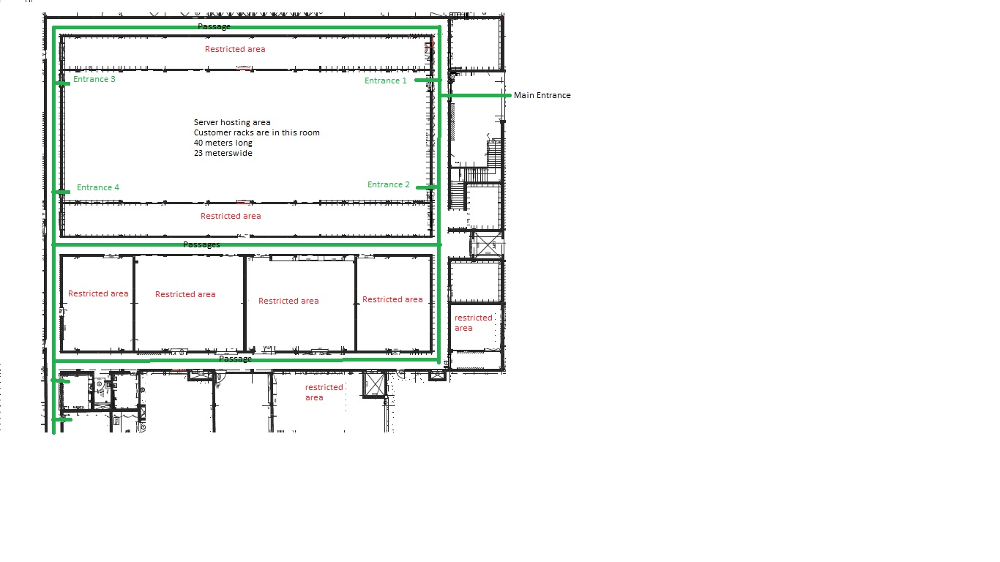 Passage
Restricted area
Entrance 3
Entrance 1
Main Entrance
Server hosting area
Customer racks are in this room
40 meters long
23 meterswide
Entrance 4
Entrance 2
Restricted area
Passages
Restricted area
Restricted area
Restricted area
Restricted area
restricted
area
Passage
restricted
area